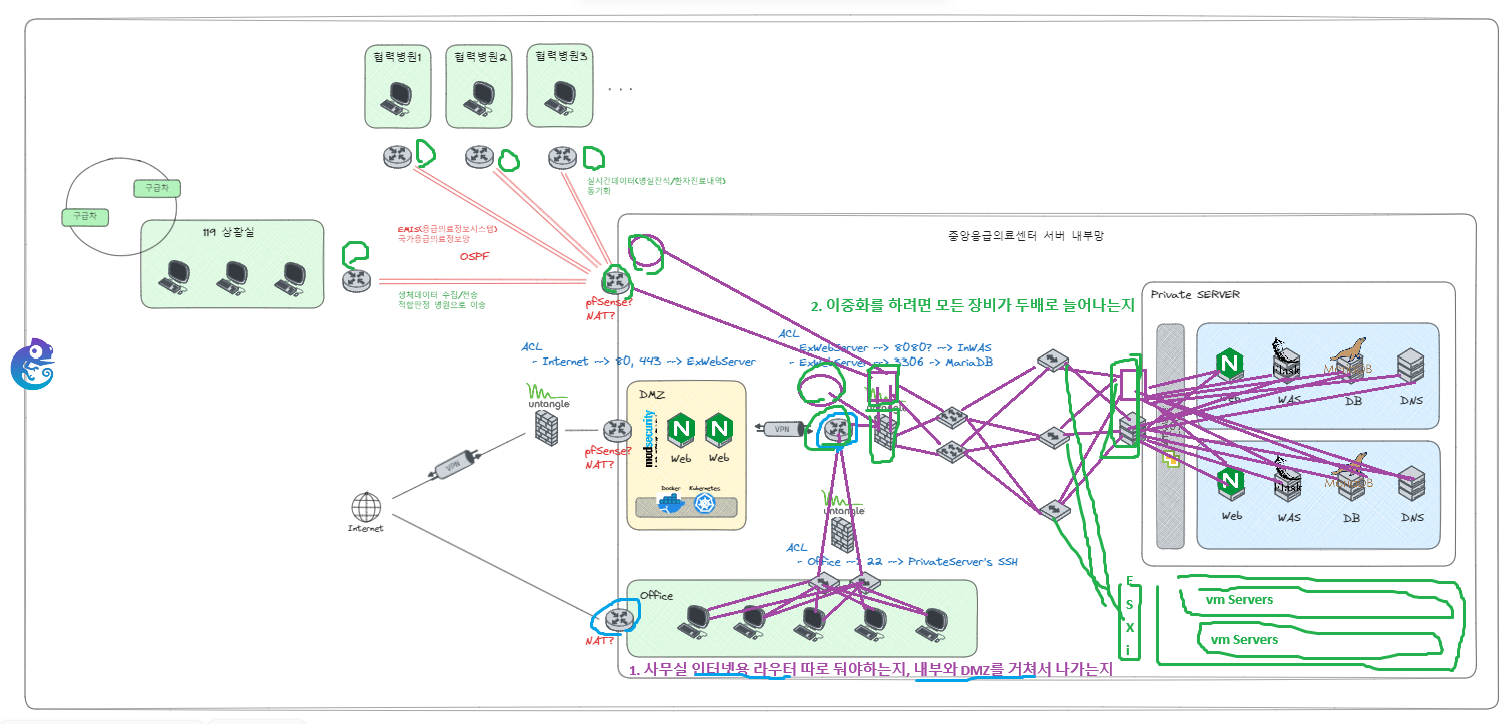 협력병원1
협력병원2
협력병원3
...
실시간데이터(병실잔석/환자진료내역)
동기화
구급차
구급차
119 상황실
EMIS(응급의료정보시스템)
국가응급의료정보망
OSPF
생체데이터 수집/전송
적합판정 병원으로 이송
중앙응급의료센터 서버 내부망
pfSense?
NAT?
2. 이중화를 하려면 모든 장비가 두배로 늘어나는지
Private SERVER
ACL
- Internet --> 80, 443 --> ExWebServer
ACL
- ExWebServer --> 8080? --> InWAS
- ExWebServer --> 3306 -> MariaDB
untangle
DMZ
modsecurity
Web
Web
Docker
Kubernetes
pfSense?
NAT?
VPN
VPN
Internet
untangle
untangle
Flask
MariaDB
Web
WAS
DB
DNS
Flask
MariaDB
Web
WAS
DB
DNS
ACL
- Office --> 22 --> PrivateServer's SSH
Office
NAT?
1. 사무실 인터넷용 라우터 따로 둬야하는지, 내부와 DMZ를 거쳐서 나가는지
E
S
X
i
vm Servers
vm Servers